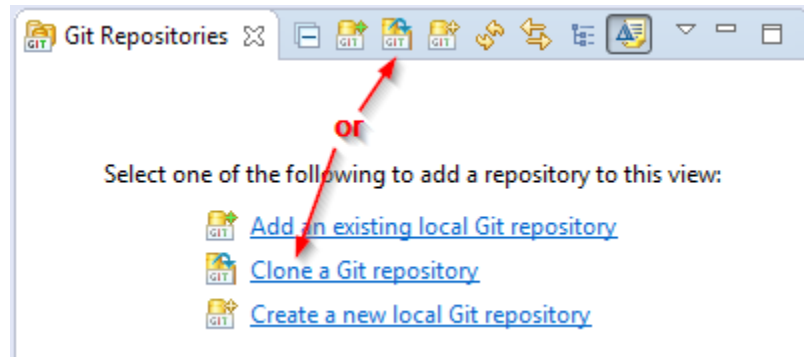 Git Repositories
or
Select one of the following to add a repository to this view:
Add an existing local Git repository
Clone a Git repository
Create a new local Git repository